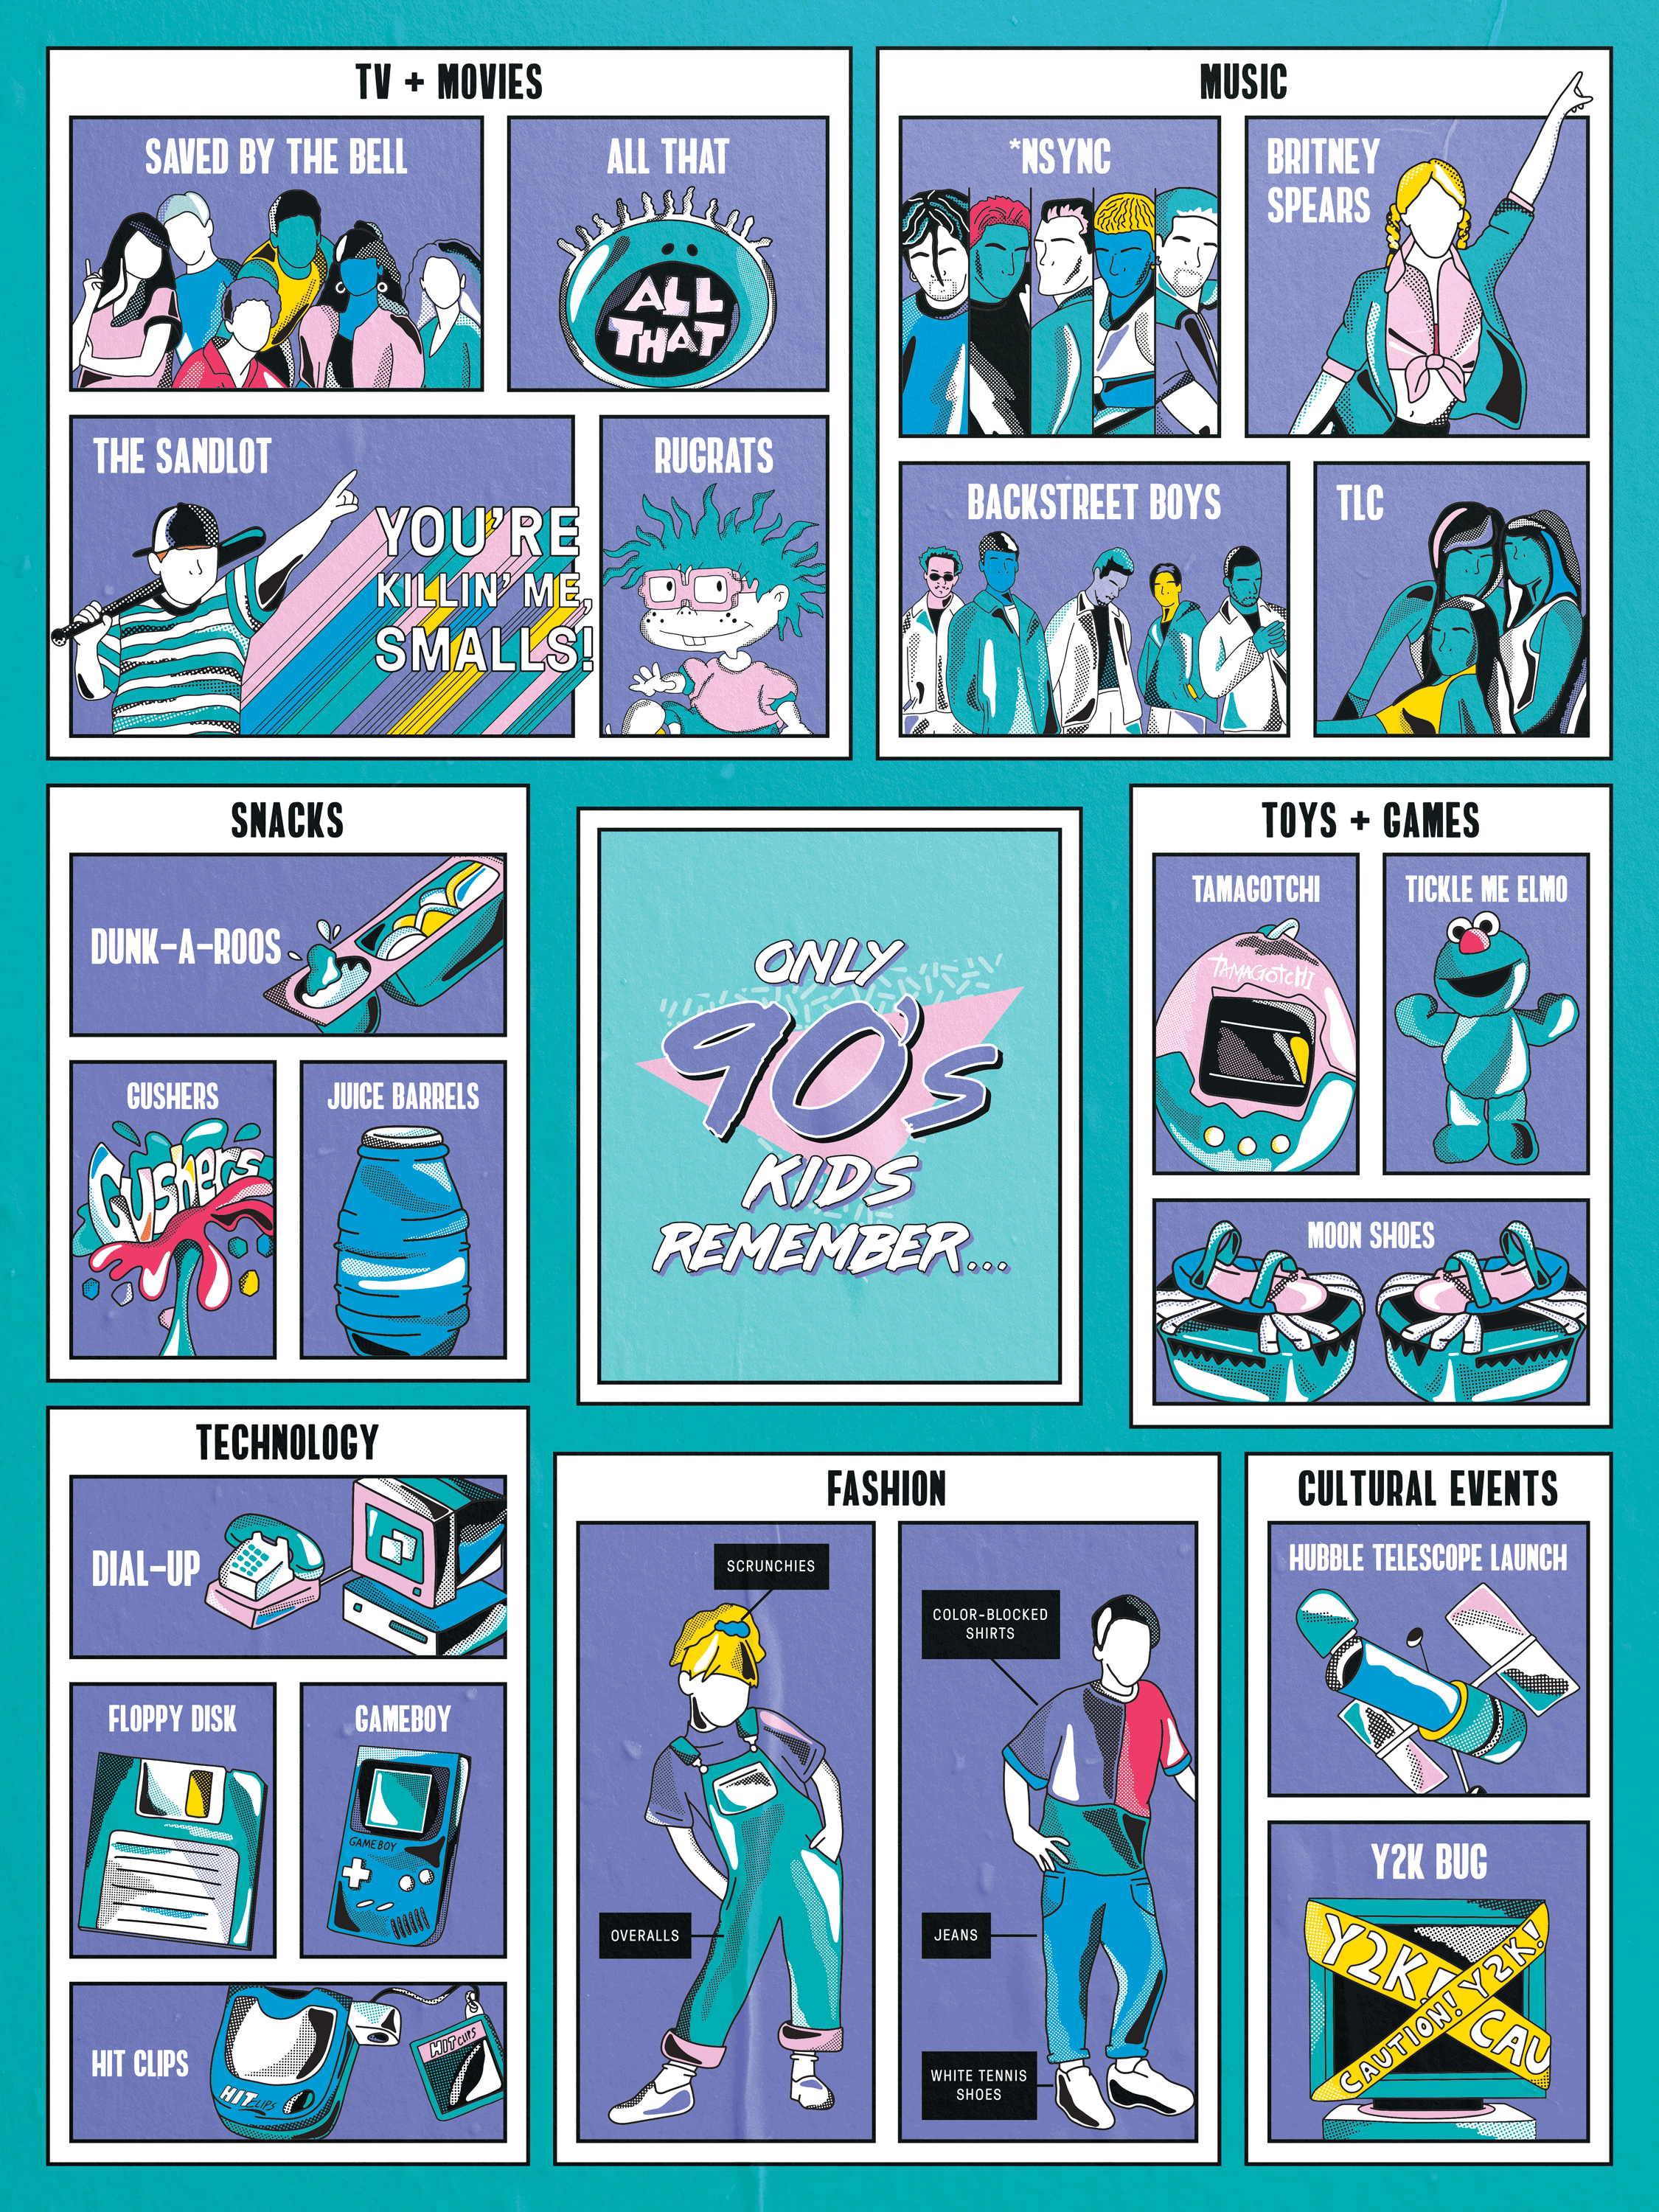 TV + MOVIES
SAVED BY THE BELL
ALL THAT
ALL
THAT
THE SANDLOT
YOU'RE
KILLIN' ME,
SMALLS!
RUGRATS
MUSIC
*NSYNC
BRITNEY
SPEARS
BACKSTREET BOYS
TLC
SNACKS
DUNK-A-ROOS
GUSHERS
Gushers
JUICE BARRELS
ONLY
90's
KIDS
REMEMBER...
TOYS + GAMES
TAMAGOTCHI
TAMAGOTCHI
TICKLE ME ELMO
MOON SHOES
TECHNOLOGY
DIAL-UP
FLOPPY DISK
GAMEBOY
GAMEBOY
HIT CLIPS
HIT CLIPS
HIT CLIPS
FASHION
SCRUNCHIES
OVERALLS
COLOR-BLOCKED
SHIRTS
JEANS
WHITE TENNIS
SHOES
CULTURAL EVENTS
HUBBLE TELESCOPE LAUNCH
Y2K BUG
Y2K! CAU
CAUTION! Y2K!